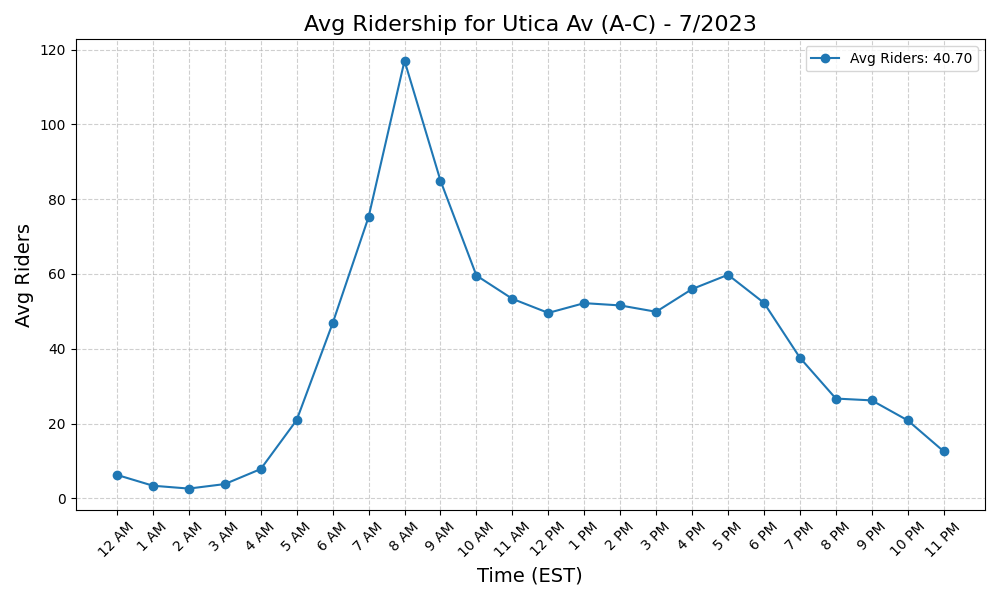 Avg Ridership for Utica Av (A-C) - 7/2023
Avg Riders: 40.70
Avg Riders
120
100
80
60
40
20
0
12 AM
1 AM
2 AM
3 AM
4 AM
5 AM
6 AM
7 AM
8 AM
9 AM
10 AM
11 AM
12 PM
1 PM
2 PM
3 PM
4 PM
5 PM
6 PM
7 PM
8 PM
9 PM
10 PM
11 PM
Time (EST)